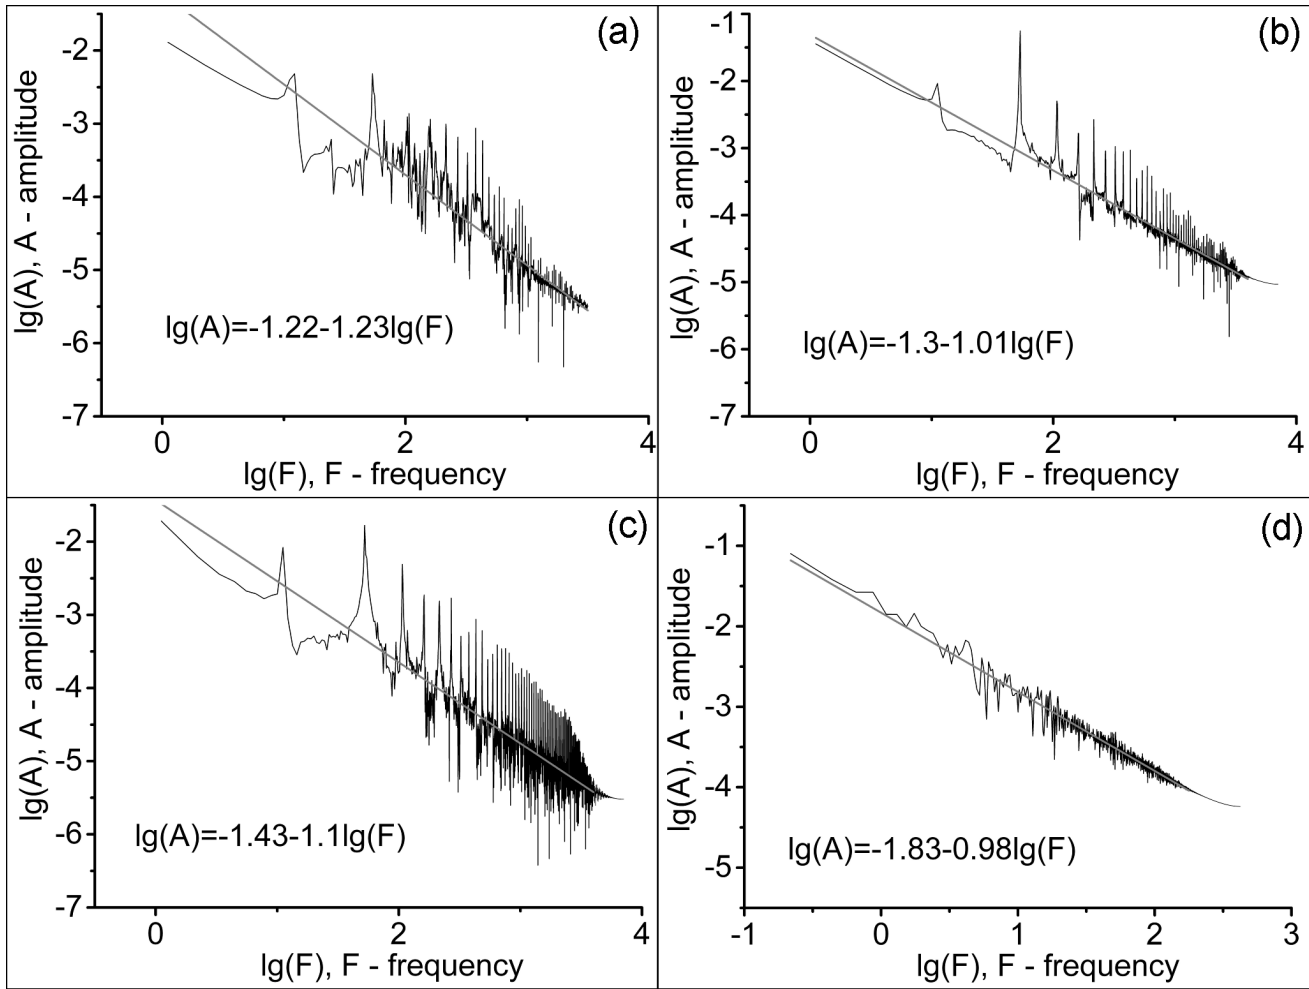 (a)
lg(A), A - amplitude
-2
-3
-4
-5
-6
-7
lg(A)=-1.22-1.23lg(F)
0 2 4
lg(F), F - frequency
(b)
lg(A), A - amplitude
-1
-2
-3
-4
-5
-6
-7
lg(A)=-1.3-1.01lg(F)
0 2 4
lg(F), F - frequency
(c)
lg(A), A - amplitude
-2
-3
-4
-5
-6
-7
lg(A)=-1.43-1.1lg(F)
0 2 4
lg(F), F - frequency
(d)
lg(A), A - amplitude
-1
-2
-3
-4
-5
lg(A)=-1.83-0.98lg(F)
-1 0 1 2 3
lg(F), F - frequency